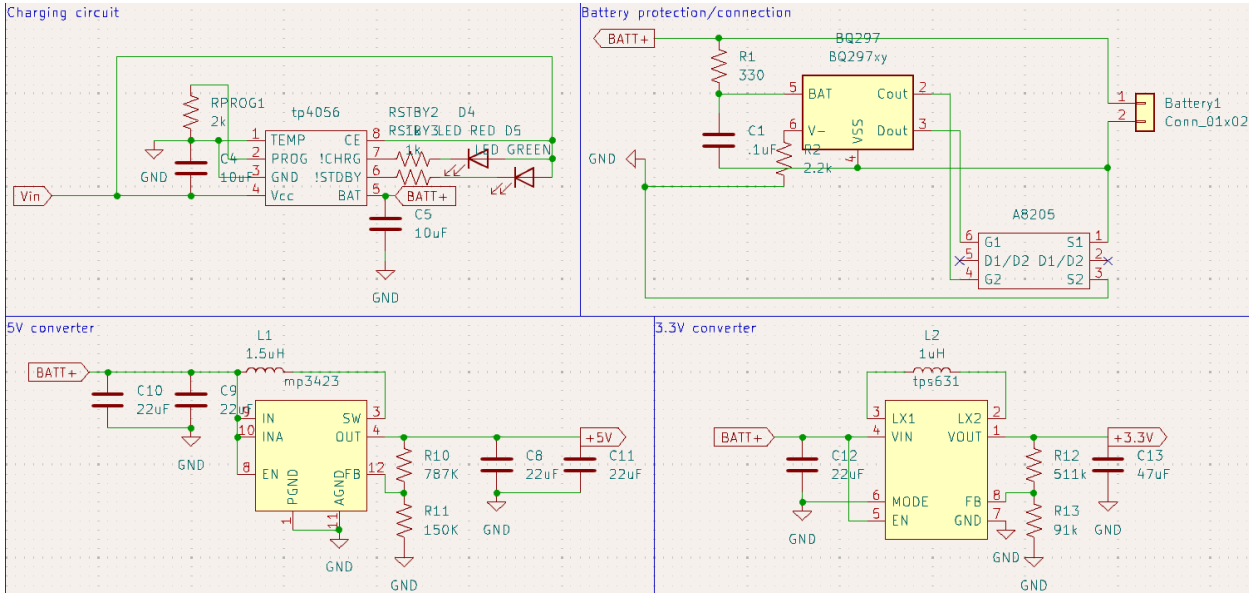 Charging circuit
RPROG1
2k
tp4056
1 TEMP CE 8
2 PROG !CHRG 7
3 GND !STDBY 6
4 Vcc BAT 5
RSTBY2 D4
LED RED D5
1k
LED GREEN
GND
C4
10uF
Vin
BATT+
C5
10uF
GND
Battery protection/connection
BATT+
BQ297
BQ297xy
R1
330
5 BAT Cout 2
6 V- Dout 3
VSS
4
C1
.1uF
R2
2.2k
GND
1
2
Battery1
Conn_01x02
A8205
6 G1 S1 1
5 D1/D2 D1/D2 2
4 G2 S2 3
5V converter
L1
1.5uH
mp3423
BATT+
C10
22uF
C9
22uF
GND
9 IN SW 3
10 INA OUT 4
8 EN FB 12
PGND
1
AGND
11
GND
R10
787K
R11
150K
GND
C8
22uF
C11
22uF
+5V
GND
3.3V converter
L2
1uH
tps631
BATT+
C12
22uF
GND
3 LX1 LX2 2
4 VIN VOUT 1
6 MODE FB 8
5 EN GND 7
GND
R12
511k
R13
91k
GND
+3.3V
C13
47uF
GND